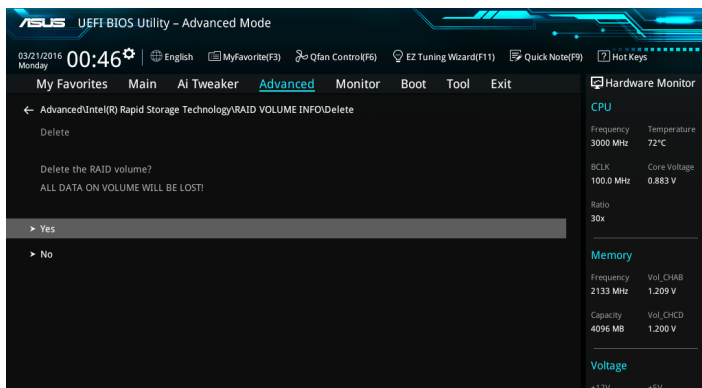 ASUS UEFI BIOS Utility – Advanced Mode
03/21/2016 Monday 00:46 English MyFavorite(F3) Qfan Control(F6) EZ Tuning Wizard(F11) Quick Note(F9) ? Hot Keys
My Favorites Main Ai Tweaker Advanced Monitor Boot Tool Exit
← Advanced\Intel(R) Rapid Storage Technology\RAID VOLUME INFO\Delete
Delete
Delete the RAID volume?
ALL DATA ON VOLUME WILL BE LOST!
> Yes
> No
Hardware Monitor
CPU
Frequency Temperature
3000 MHz 72°C
BCLK Core Voltage
100.0 MHz 0.883 V
Ratio
30x
Memory
Frequency Vol_CHAB
2133 MHz 1.209 V
Capacity Vol_CHCD
4096 MB 1.200 V
Voltage
+12V +5V